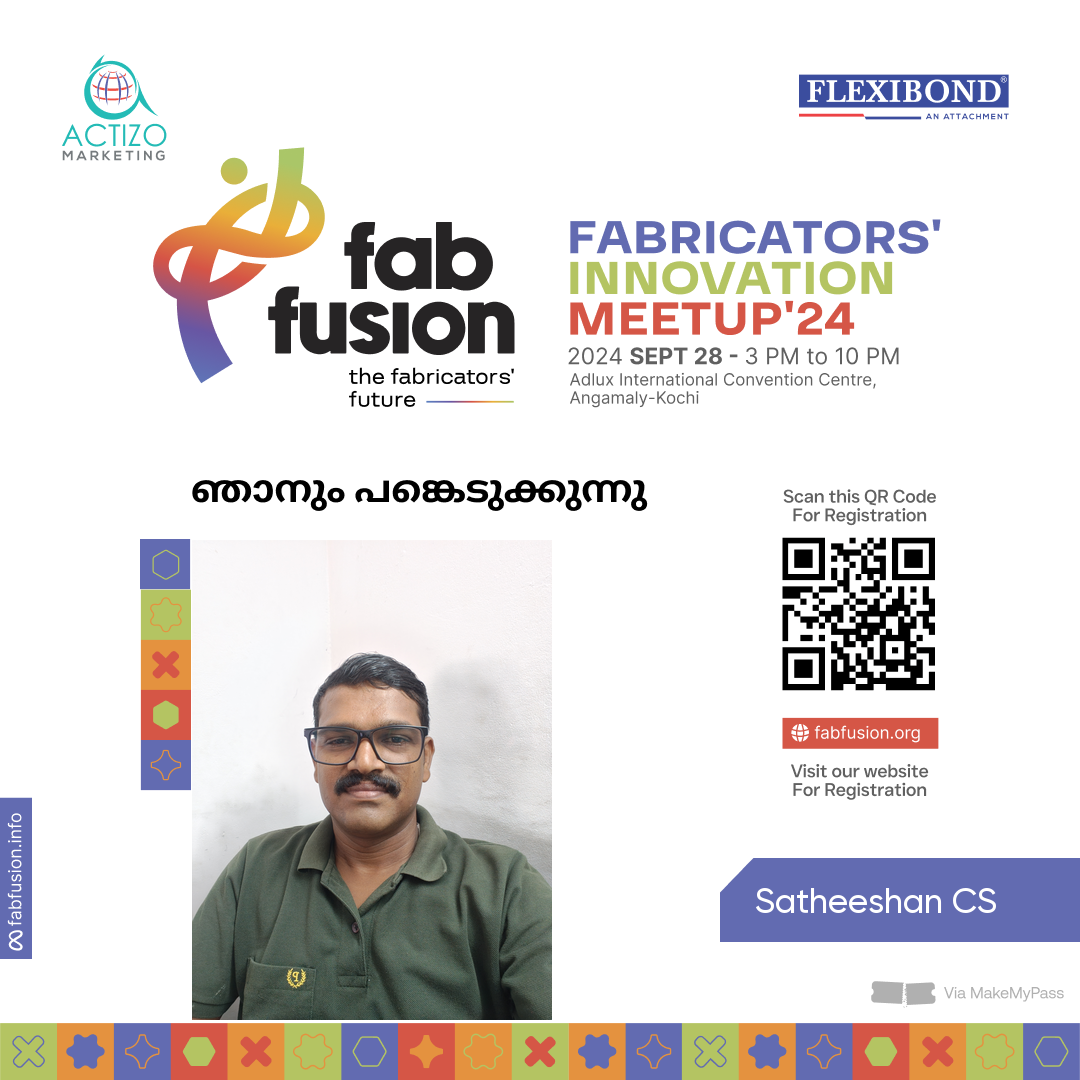 ACTIZO
MARKETING
FLEXIBOND®
AN ATTACHMENT
fab
fusion
the fabricators'
future
FABRICATORS'
INNOVATION
MEETUP'24
2024 SEPT 28 - 3 PM to 10 PM
Adlux International Convention Centre,
Angamaly-Kochi
ഞാനും പങ്കെടുക്കുന്നു
Scan this QR Code
For Registration
fabfusion.org
Visit our website
For Registration
fabfusion.info
Satheeshan CS
Via MakeMyPass